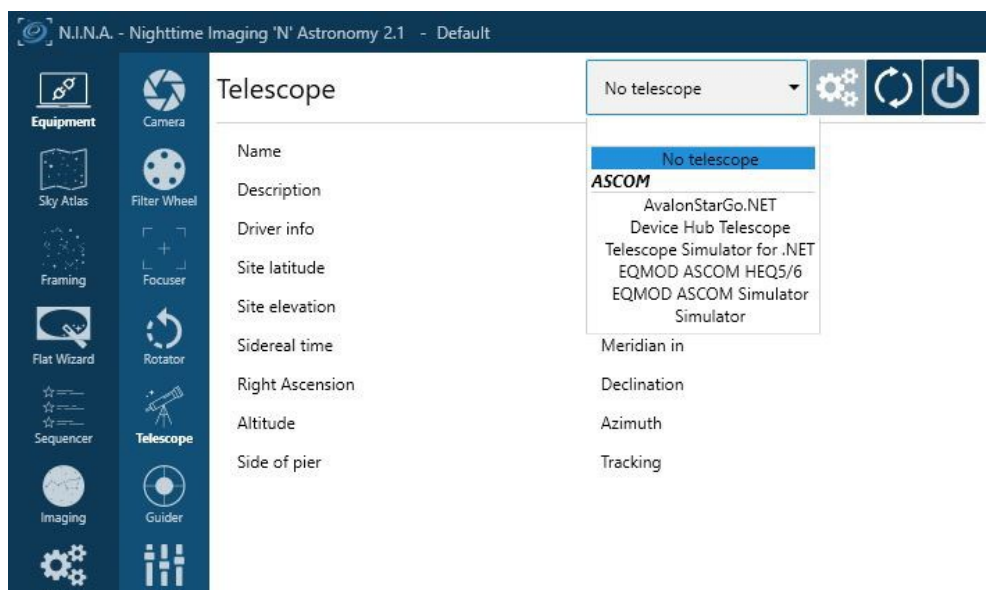 N.I.N.A. - Nighttime Imaging 'N' Astronomy 2.1 - Default
Equipment
Sky Atlas
Framing
Flat Wizard
Sequencer
Imaging
Camera
Filter Wheel
Focuser
Rotator
Telescope
Guider
Telescope
No telescope
No telescope
ASCOM
AvalonStarGo.NET
Device Hub Telescope
Telescope Simulator for .NET
EQMOD ASCOM HEQ5/6
EQMOD ASCOM Simulator
Simulator
Name
Description
Driver info
Site latitude
Site elevation
Sidereal time
Meridian in
Right Ascension
Declination
Altitude
Azimuth
Side of pier
Tracking